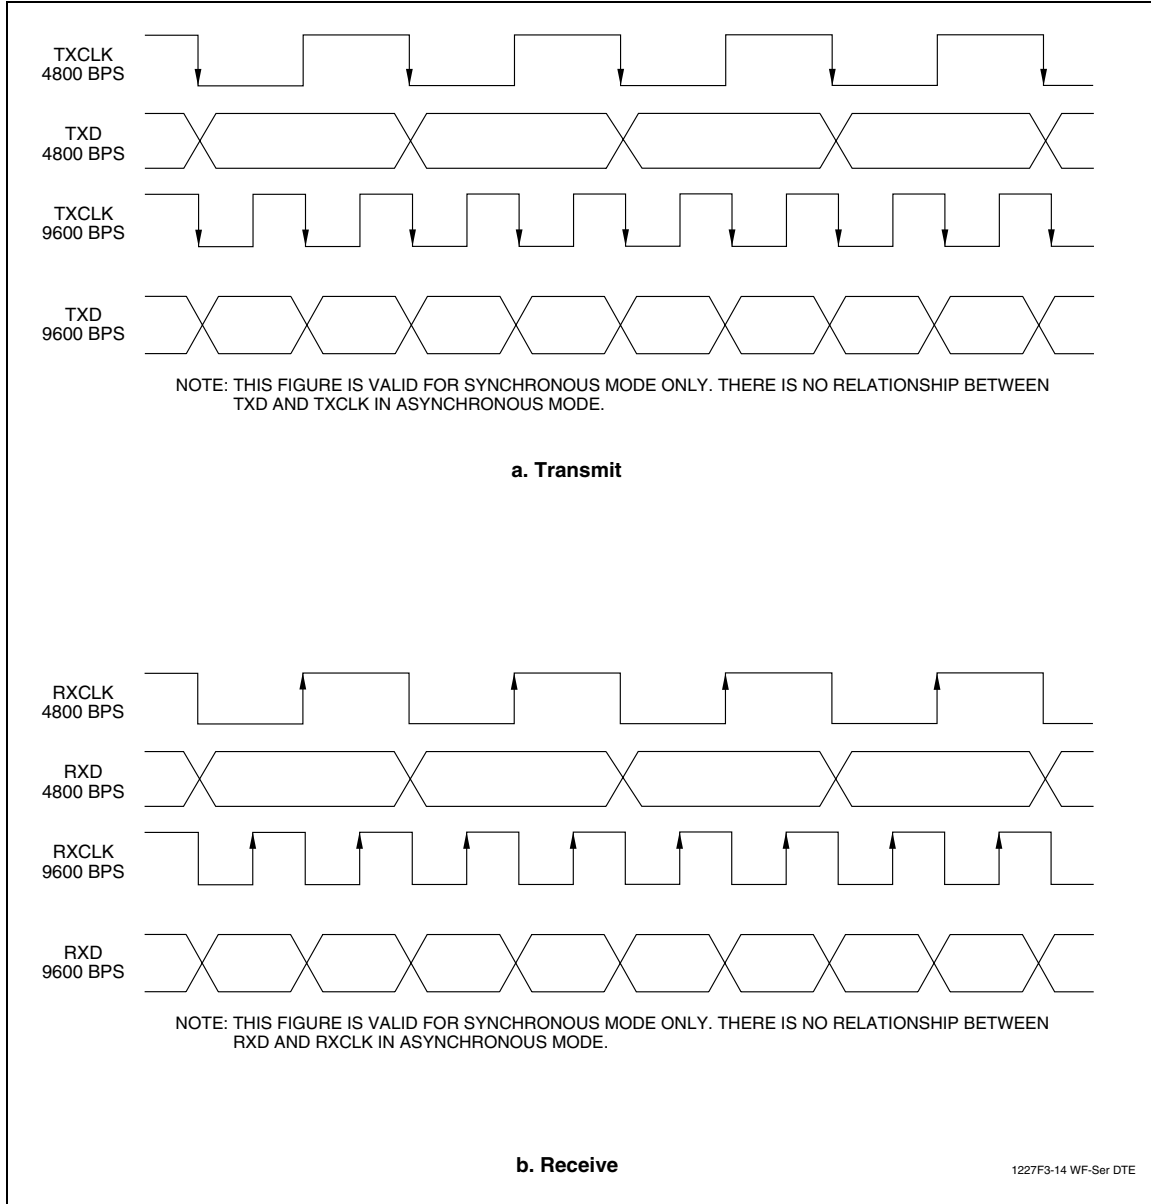 TXCLK
4800 BPS
TXD
4800 BPS
TXCLK
9600 BPS
TXD
9600 BPS
NOTE: THIS FIGURE IS VALID FOR SYNCHRONOUS MODE ONLY. THERE IS NO RELATIONSHIP BETWEEN
TXD AND TXCLK IN ASYNCHRONOUS MODE.
a. Transmit
RXCLK
4800 BPS
RXD
4800 BPS
RXCLK
9600 BPS
RXD
9600 BPS
NOTE: THIS FIGURE IS VALID FOR SYNCHRONOUS MODE ONLY. THERE IS NO RELATIONSHIP BETWEEN
RXD AND RXCLK IN ASYNCHRONOUS MODE.
b. Receive
1227F3-14 WF-Ser DTE